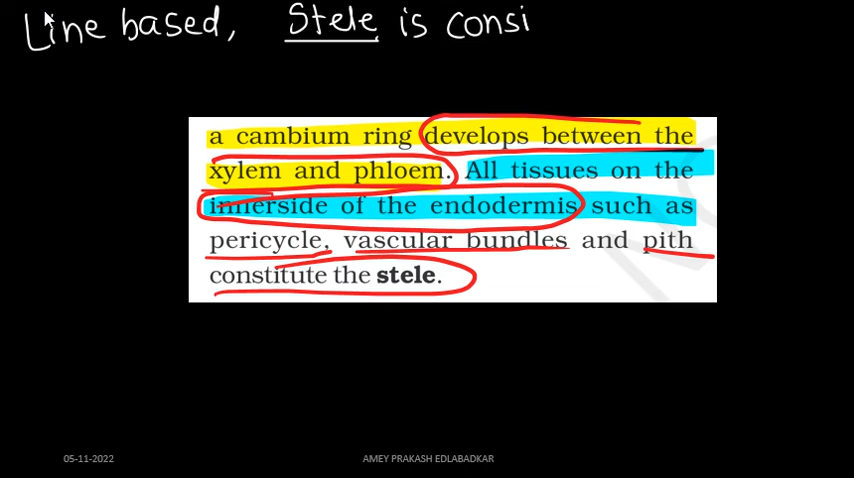 Line based, Stele is consi
a cambium ring develops between the
xylem and phloem. All tissues on the
innerside of the endodermis such as
pericycle, vascular bundles and pith
constitute the stele.
05-11-2022 AMEY PRAKASH EDLABADKAR